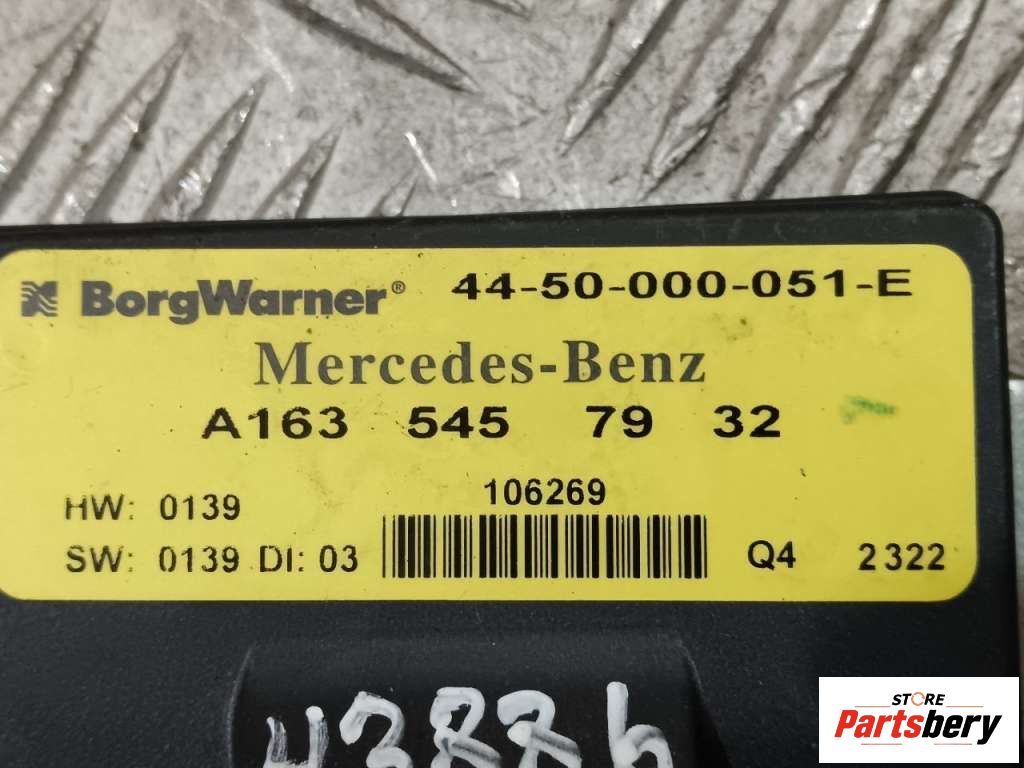 BorgWarner® 44-50-000-051-E
Mercedes-Benz
A163 545 79 32
106269
HW: 0139
SW: 0139 DI: 03
Q4 2322
STORE
Partsbery